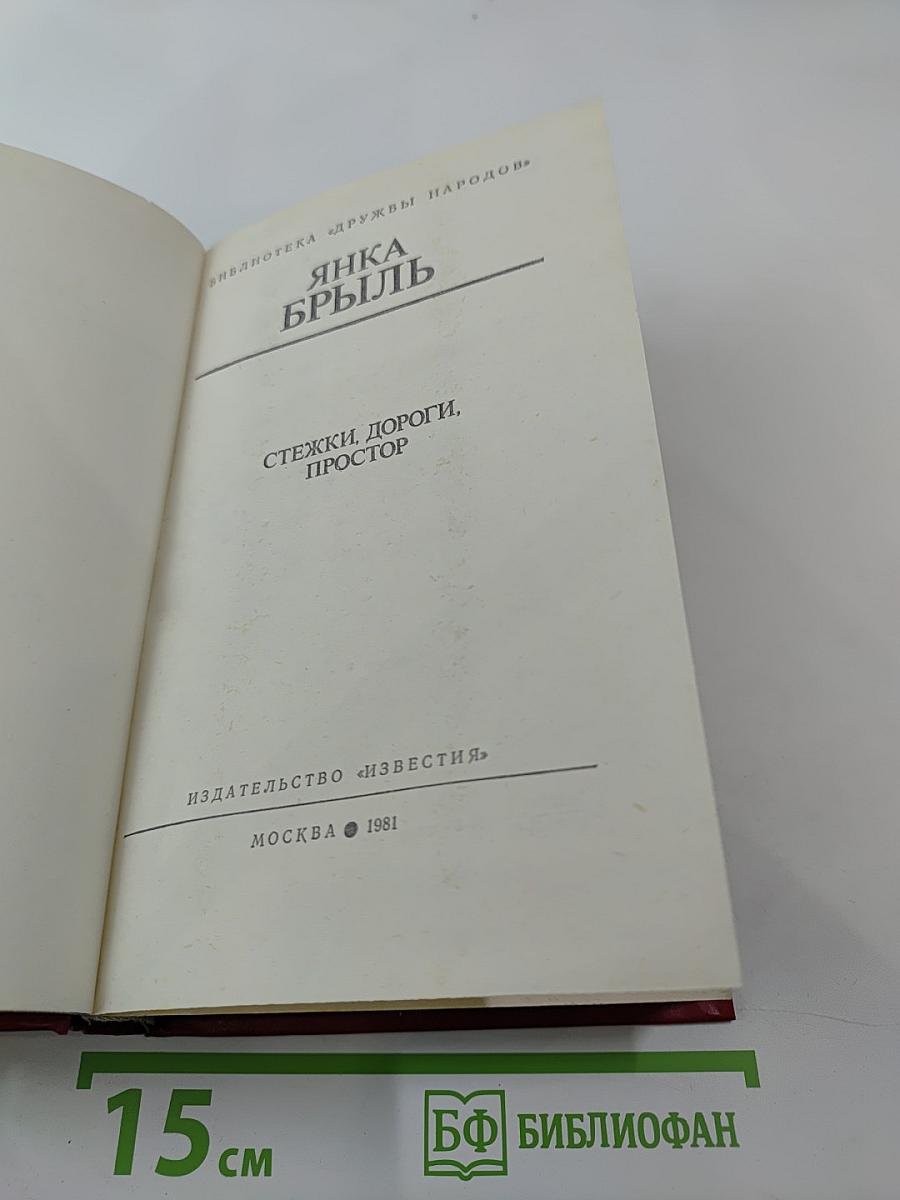 БИБЛИОТЕКА «ДРУЖБЫ НАРОДОВ»
ЯНКА
БРЫЛЬ
СТЕЖКИ, ДОРОГИ,
ПРОСТОР
ИЗДАТЕЛЬСТВО «ИЗВЕСТИЯ»
МОСКВА 1981
15 см
БФ БИБЛИОФАН